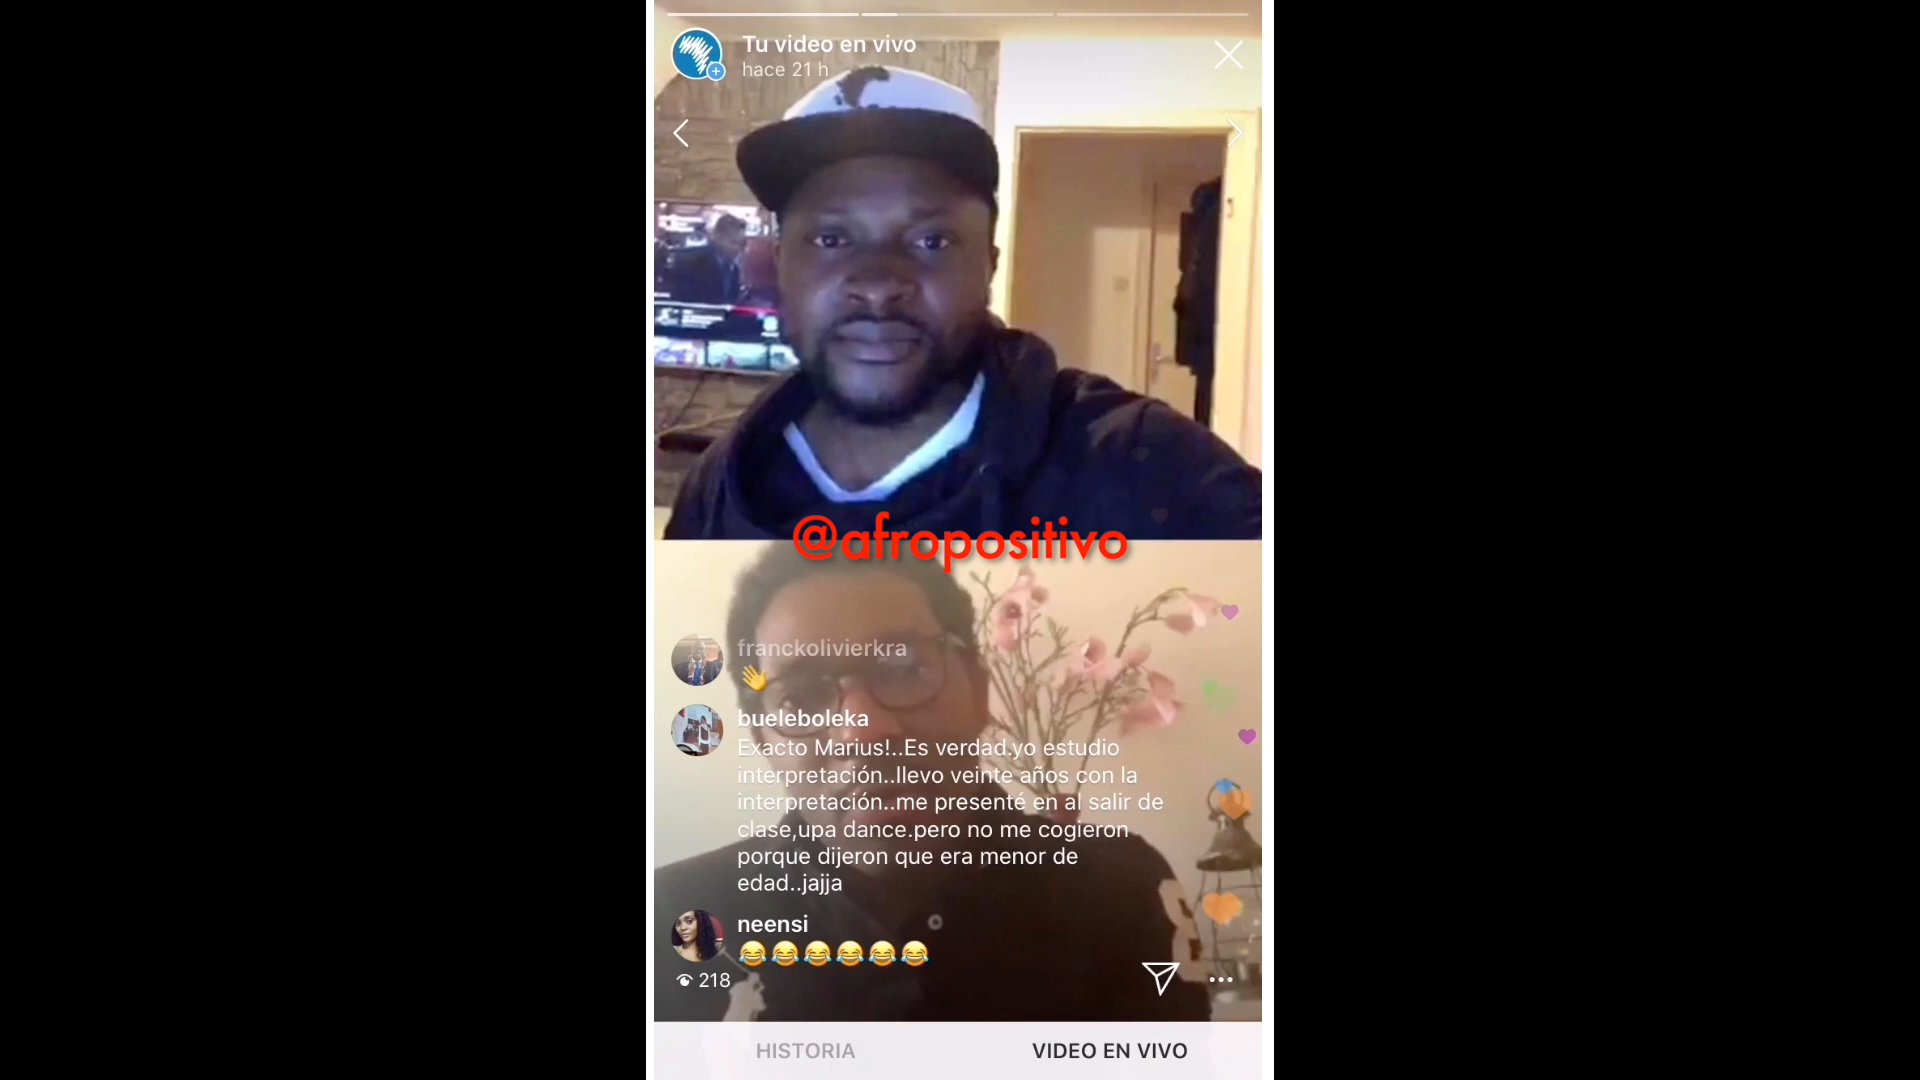 Tu video en vivo
hace 21 h
@afropositivo
franckolivierkra
👋
bueleboleka
Exacto Marius!..Es verdad.yo estudio
interpretación..llevo veinte años con la
interpretación..me presenté en al salir de
clase,upa dance.pero no me cogieron
porque dijeron que era menor de
edad..jajja
neensi
😂😂😂😂😂😂
218
HISTORIA
VIDEO EN VIVO